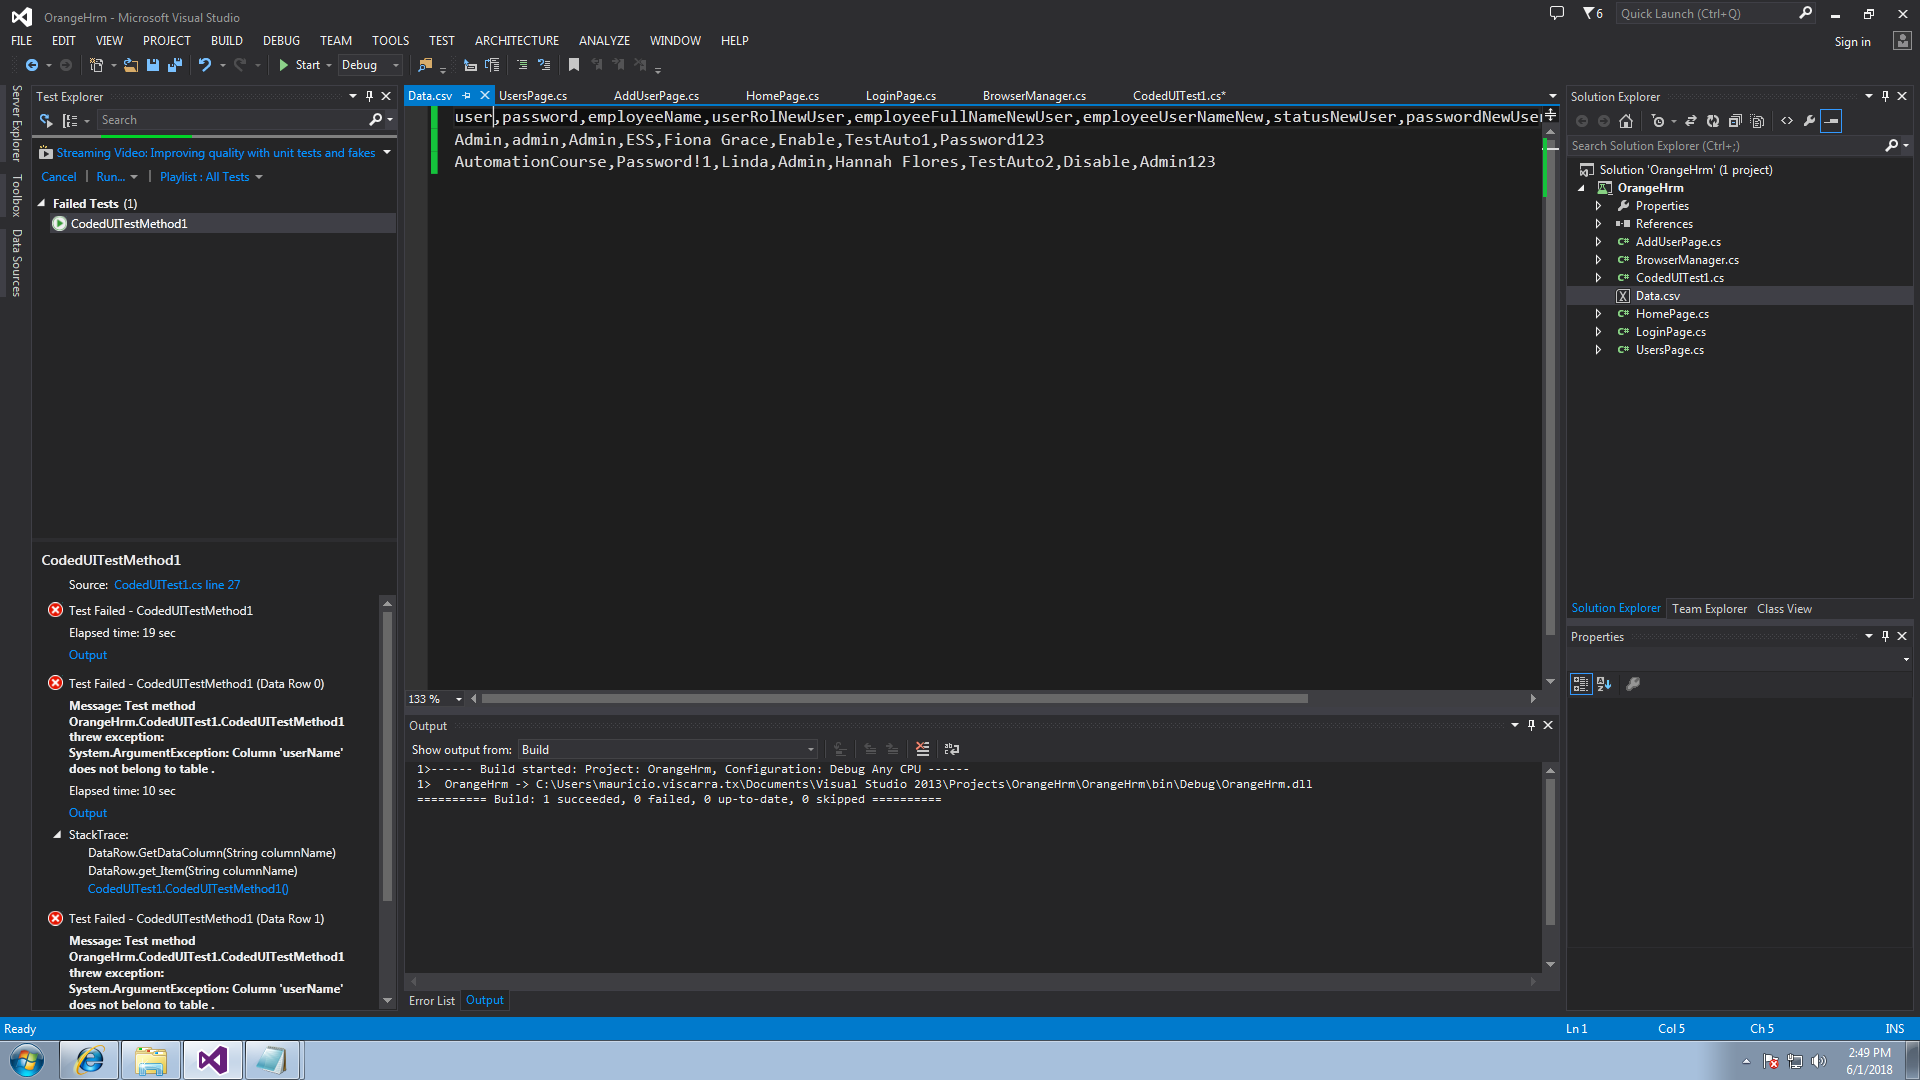 OrangeHrm - Microsoft Visual Studio
6
Quick Launch (Ctrl+Q)
FILE EDIT VIEW PROJECT BUILD DEBUG TEAM TOOLS TEST ARCHITECTURE ANALYZE WINDOW HELP
Sign in
Start Debug
Server Explorer
Toolbox
Data Sources
Test Explorer
Search
Streaming Video: Improving quality with unit tests and fakes
Cancel | Run... | Playlist : All Tests
Failed Tests (1)
CodedUITestMethod1
CodedUITestMethod1
Source: CodedUITest1.cs line 27
Test Failed - CodedUITestMethod1
Elapsed time: 19 sec
Output
Test Failed - CodedUITestMethod1 (Data Row 0)
Message: Test method
OrangeHrm.CodedUITest1.CodedUITestMethod1
threw exception:
System.ArgumentException: Column 'userName'
does not belong to table .
Elapsed time: 10 sec
Output
StackTrace:
DataRow.GetDataColumn(String columnName)
DataRow.get_Item(String columnName)
CodedUITest1.CodedUITestMethod1()
Test Failed - CodedUITestMethod1 (Data Row 1)
Message: Test method
OrangeHrm.CodedUITest1.CodedUITestMethod1
threw exception:
System.ArgumentException: Column 'userName'
does not belong to table .
Data.csv UsersPage.cs AddUserPage.cs HomePage.cs LoginPage.cs BrowserManager.cs CodedUITest1.cs*
user,password,employeeName,userRolNewUser,employeeFullNameNewUser,employeeUserNameNew,statusNewUser,passwordNewUse
Admin,admin,Admin,ESS,Fiona Grace,Enable,TestAuto1,Password123
AutomationCourse,Password!1,Linda,Admin,Hannah Flores,TestAuto2,Disable,Admin123
133 %
Output
Show output from: Build
1>------ Build started: Project: OrangeHrm, Configuration: Debug Any CPU ------
1>  OrangeHrm -> C:\Users\mauricio.viscarra.tx\Documents\Visual Studio 2013\Projects\OrangeHrm\OrangeHrm\bin\Debug\OrangeHrm.dll
========== Build: 1 succeeded, 0 failed, 0 up-to-date, 0 skipped ==========
Error List Output
Solution Explorer
Search Solution Explorer (Ctrl+;)
Solution 'OrangeHrm' (1 project)
OrangeHrm
Properties
References
AddUserPage.cs
BrowserManager.cs
CodedUITest1.cs
Data.csv
HomePage.cs
LoginPage.cs
UsersPage.cs
Solution Explorer Team Explorer Class View
Properties
Ready
Ln 1 Col 5 Ch 5 INS
2:49 PM
6/1/2018